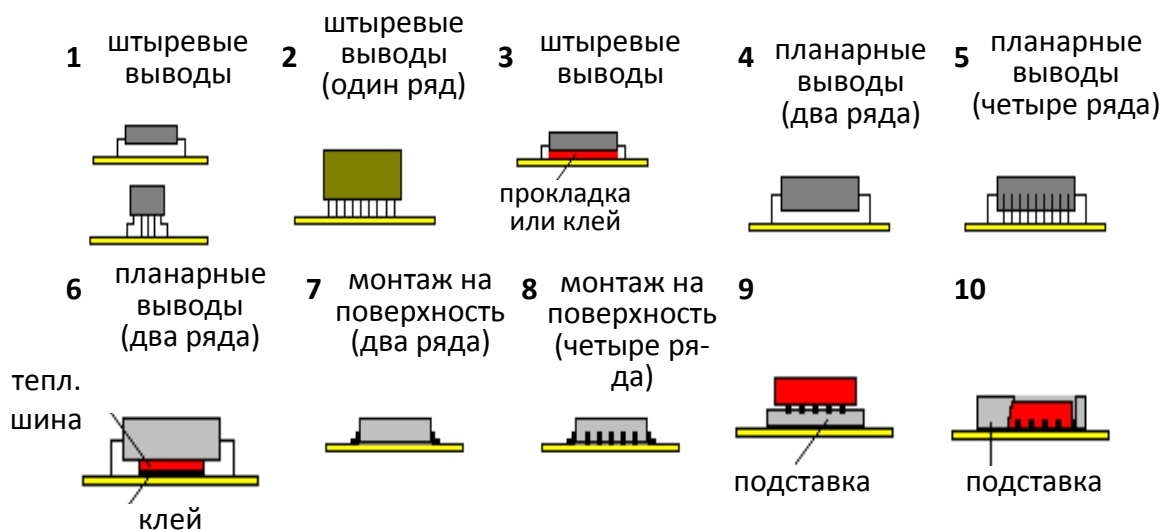 1
штыревые
выводы
2
штыревые
выводы
(один ряд)
3
штыревые
выводы
прокладка
или клей
4
планарные
выводы
(два ряда)
5
планарные
выводы
(четыре ряда)
6
планарные
выводы
(два ряда)
тепл.
шина
клей
7
монтаж на
поверхность
(два ряда)
8
монтаж на
поверхность
(четыре ря-
да)
9
подставка
10
подставка